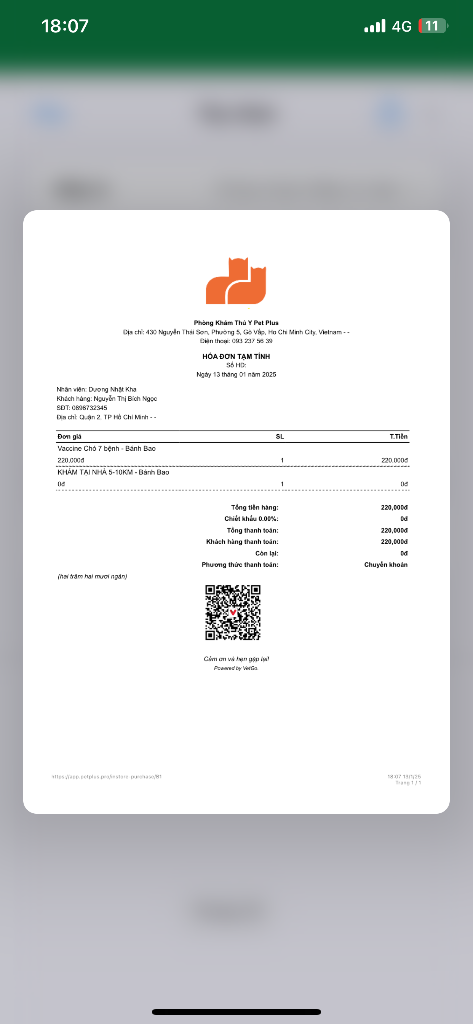 18:07 4G 11
Phòng Khám Thú Y Pet Plus
Địa chỉ: 430 Nguyễn Thái Sơn, Phường 5, Gò Vấp, Ho Chi Minh City, Vietnam - -
Điện thoại: 093 237 56 39
HÓA ĐƠN TẠM TÍNH
Số HD:
Ngày 13 tháng 01 năm 2025
Nhân viên: Dương Nhật Kha
Khách hàng: Nguyễn Thị Bích Ngọc
SĐT: 0896732345
Địa chỉ: Quận 2, TP Hồ Chí Minh - -
Đơn giá SL T.Tiền
Vaccine Chó 7 bệnh - Bánh Bao
220,000đ 1 220,000đ
KHÁM TẠI NHÀ 5-10KM - Bánh Bao
0đ 1 0đ
Tổng tiền hàng: 220,000đ
Chiết khấu 0.00%: 0đ
Tổng thanh toán: 220,000đ
Khách hàng thanh toán: 220,000đ
Còn lại: 0đ
Phương thức thanh toán: Chuyển khoản
(hai trăm hai mươi ngàn)
Cảm ơn và hẹn gặp lại!
Powered by VetGo.
18:07 13/1/25
Trang 1 / 1